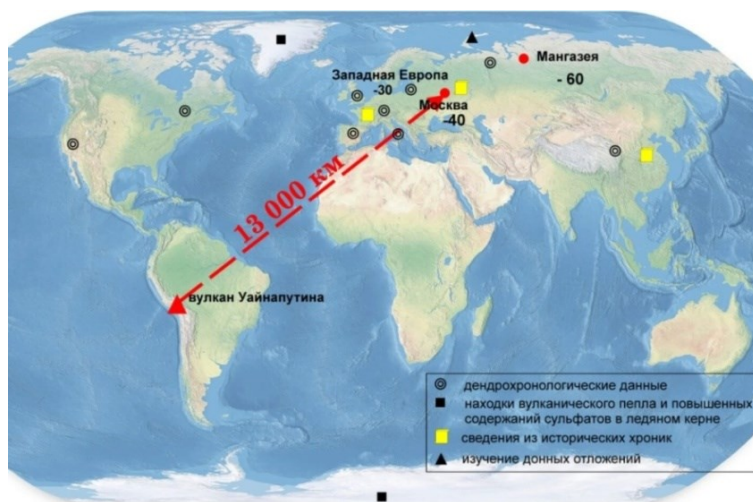 Мангазея
- 60
Западная Европа
-30
Москва
-40
13 000 км
вулкан Уайнапутина
дендрохронологические данные
находки вулканического пепла и повышенных
содержаний сульфатов в ледяном керне
сведения из исторических хроник
изучение донных отложений